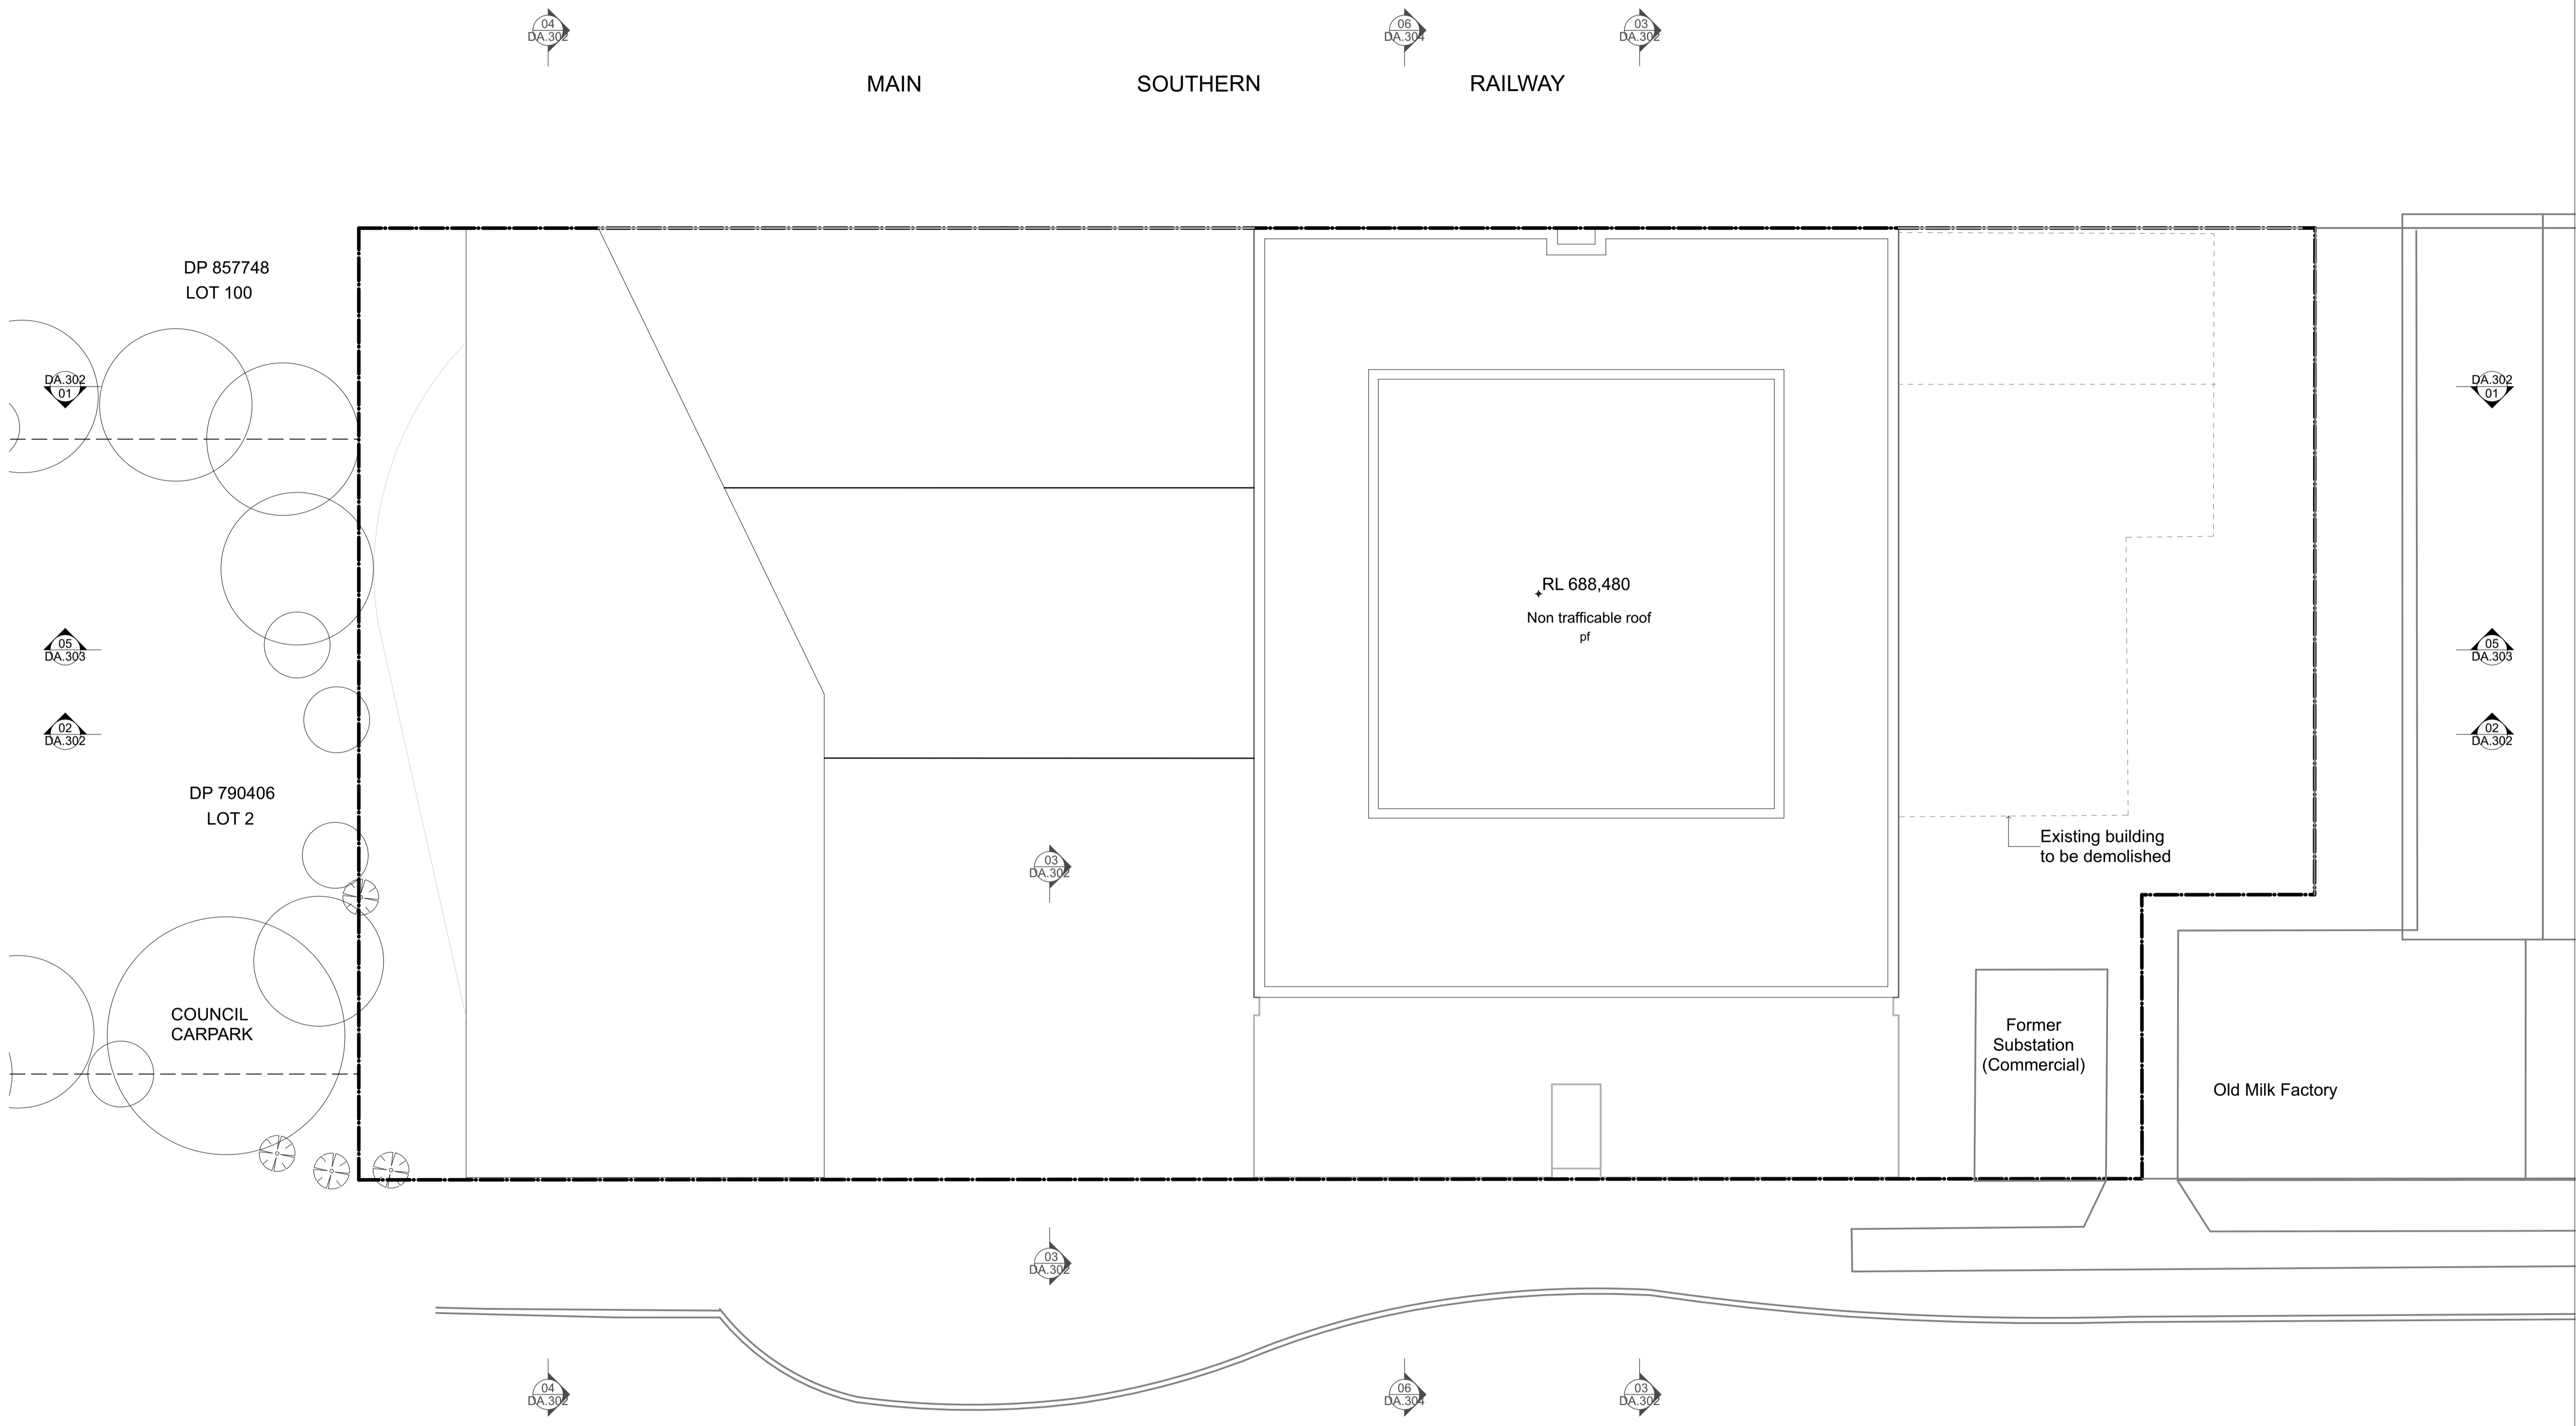 04
DA.302
06
DA.304
03
DA.302
MAIN SOUTHERN RAILWAY
DP 857748
LOT 100
DA.302
01
DA.302
01
RL 688,480
Non trafficable roof
pf
05
DA.303
05
DA.303
02
DA.302
02
DA.302
DP 790406
LOT 2
Existing building
to be demolished
03
DA.302
COUNCIL
CARPARK
Former
Substation
(Commercial)
Old Milk Factory
03
DA.302
04
DA.302
06
DA.304
03
DA.302